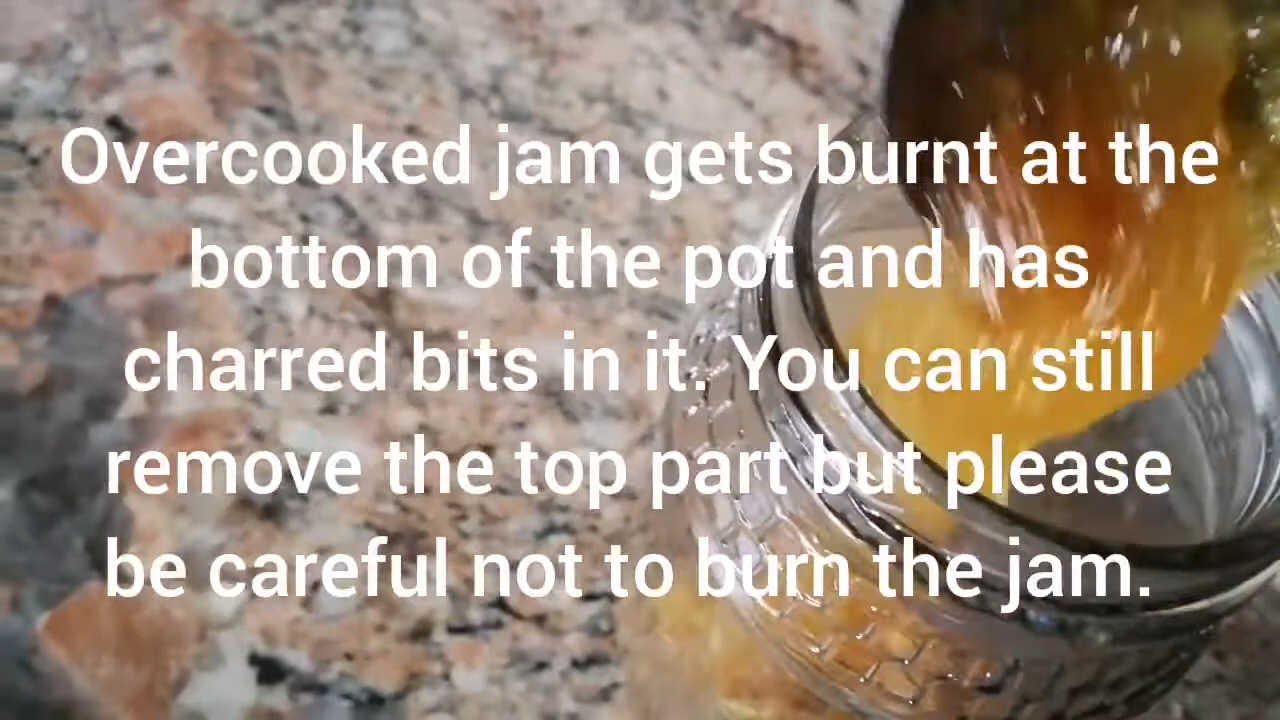 Overcooked jam gets burnt at the
bottom of the pot and has
charred bits in it. You can still
remove the top part but please
be careful not to burn the jam.